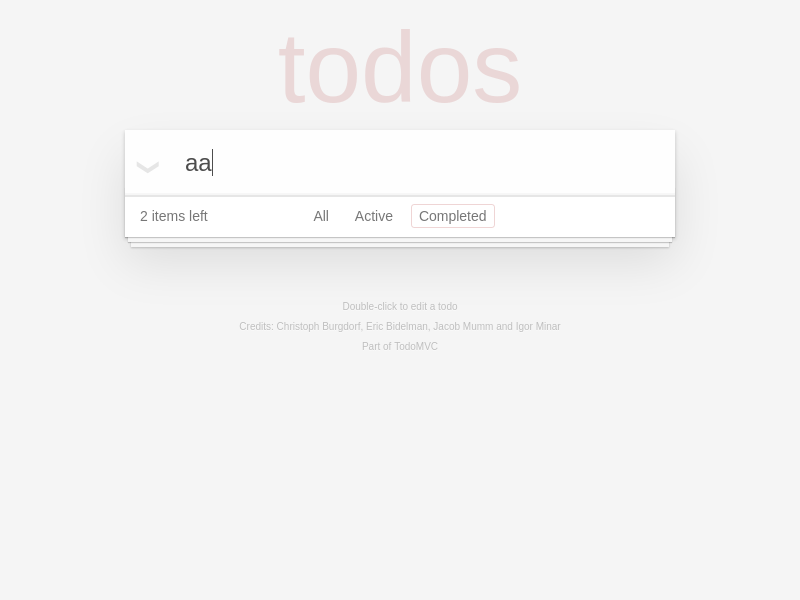 todos
aa
2 items left All Active Completed
Double-click to edit a todo
Credits: Christoph Burgdorf, Eric Bidelman, Jacob Mumm and Igor Minar
Part of TodoMVC